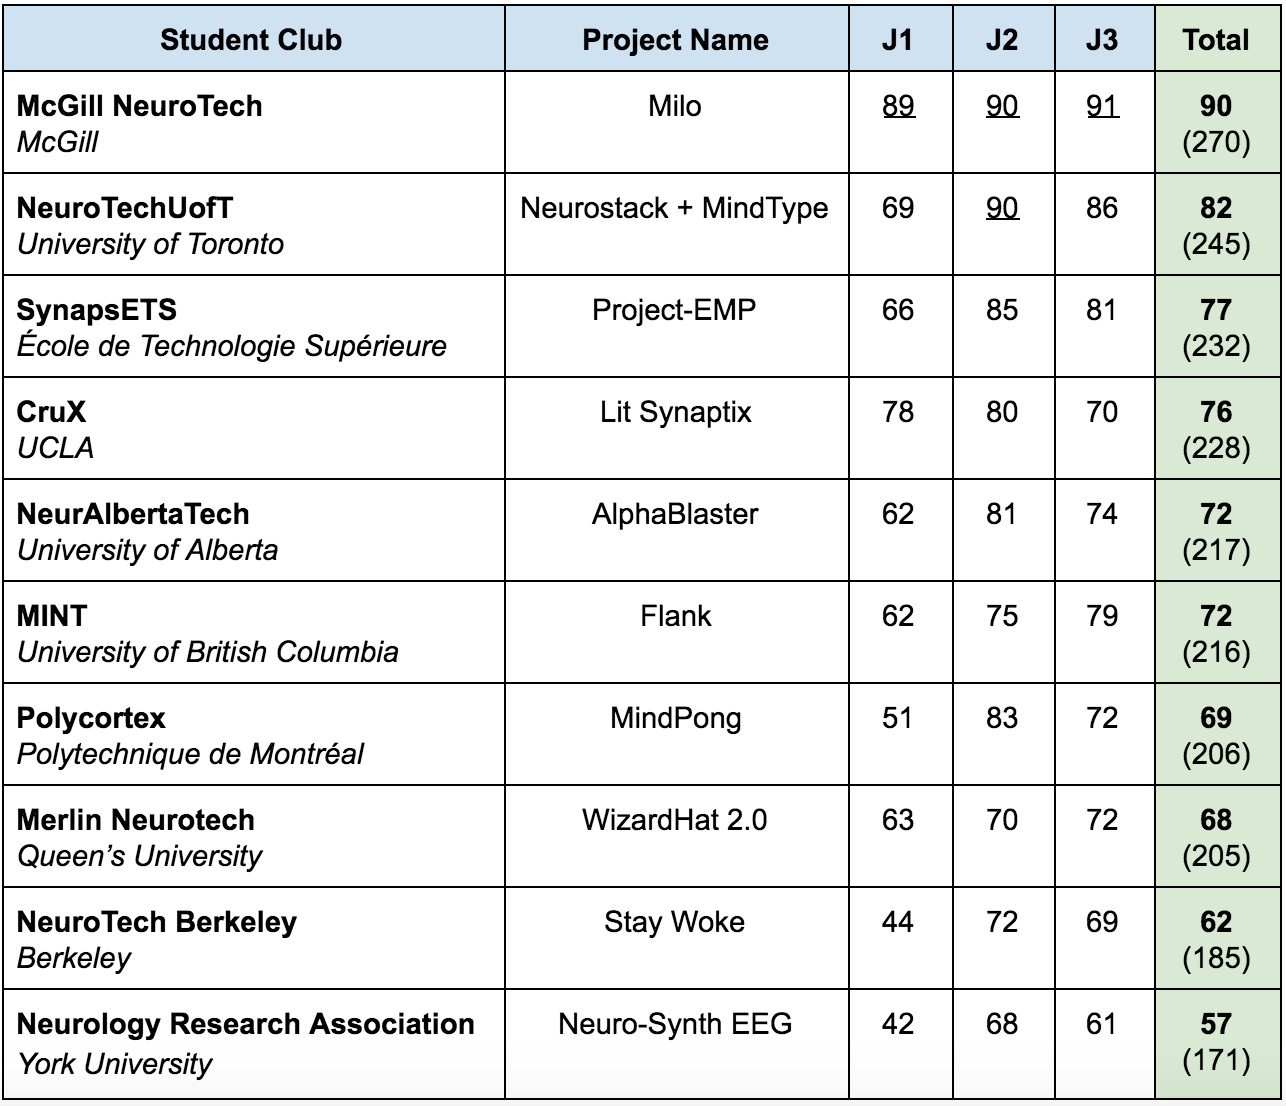 Student Club Project Name J1 J2 J3 Total
McGill NeuroTech Milo 89 90 91 90
McGill (270)
NeuroTechUofT Neurostack + MindType 69 90 86 82
University of Toronto (245)
SynapsETS Project-EMP 66 85 81 77
École de Technologie Supérieure (232)
CruX Lit Synaptix 78 80 70 76
UCLA (228)
NeurAlbertaTech AlphaBlaster 62 81 74 72
University of Alberta (217)
MINT Flank 62 75 79 72
University of British Columbia (216)
Polycortex MindPong 51 83 72 69
Polytechnique de Montréal (206)
Merlin Neurotech WizardHat 2.0 63 70 72 68
Queen’s University (205)
NeuroTech Berkeley Stay Woke 44 72 69 62
Berkeley (185)
Neurology Research Association Neuro-Synth EEG 42 68 61 57
York University (171)